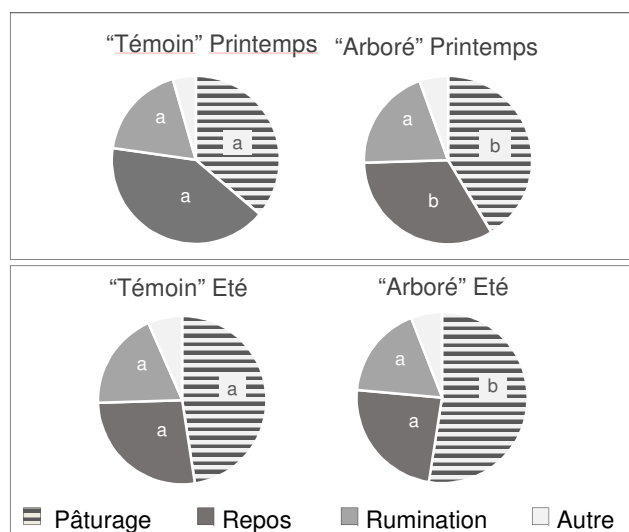 “Témoin” Printemps “Arboré” Printemps
a a
a b
a b
“Témoin” Eté “Arboré” Eté
a a
a b
a a
Pâturage Repos Rumination Autre